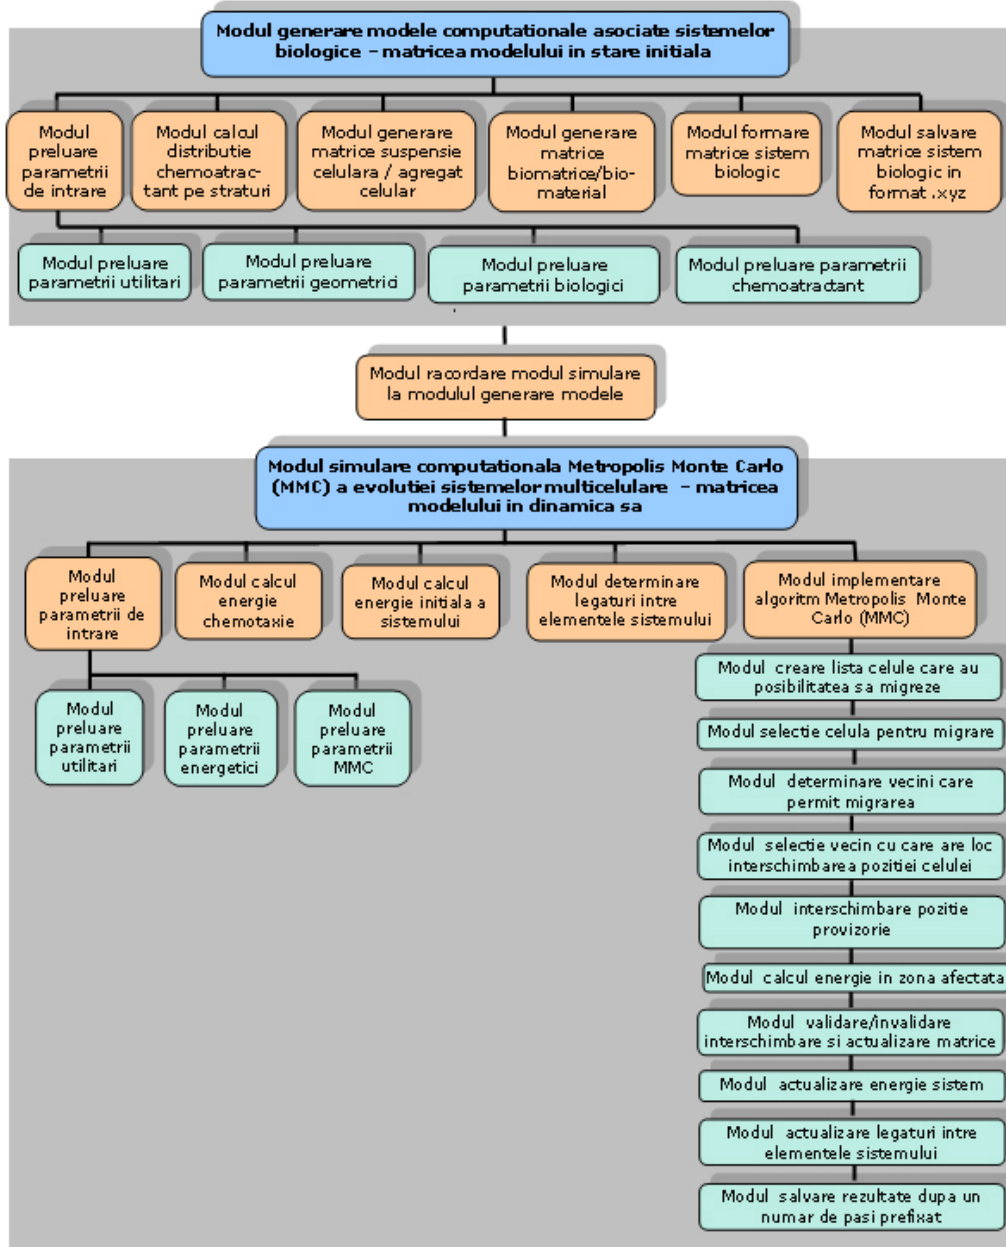 Modul generare modele computationale asociate sistemelor
biologice - matricea modelului in stare initiala
Modul
preluare
parametrii
de intrare
Modul calcul
distributie
chemoatrac-
tant pe straturi
Modul generare
matrice suspensie
celulara / agregat
celular
Modul generare
matrice
biomatrice/bio-
material
Modul formare
matrice sistem
biologic
Modul salvare
matrice sistem
biologic in
format .xyz
Modul preluare
parametrii utilitari
Modul preluare
parametrii geometrici
Modul preluare
parametrii biologici
Modul preluare parametrii
chemoatractant
Modul racordare modul simulare
la modulul generare modele
Modul simulare computationala Metropolis Monte Carlo
(MMC) a evolutiei sistemelor multicelulare - matricea
modelului in dinamica sa
Modul
preluare
parametrii de
intrare
Modul calcul
energie
chemotaxie
Modul calcul
energie initiala a
sistemului
Modul determinare
legaturi intre
elementele sistemului
Modul implementare
algoritm Metropolis Monte
Carlo (MMC)
Modul
preluare
parametrii
utilitari
Modul
preluare
parametrii
energetici
Modul
preluare
parametrii
MMC
Modul creare lista celule care au
posibilitatea sa migreze
Modul selectie celula pentru migrare
Modul determinare vecini care
permit migrarea
Modul selectie vecin cu care are loc
interschimbarea pozitiei celulei
Modul interschimbare pozitie
provizorie
Modul calcul energie in zona afectata
Modul validare/invalidare
interschimbare si actualizare matrice
Modul actualizare energie sistem
Modul actualizare legaturi intre
elementele sistemului
Modul salvare rezultate dupa un
numar de pasi prefixat